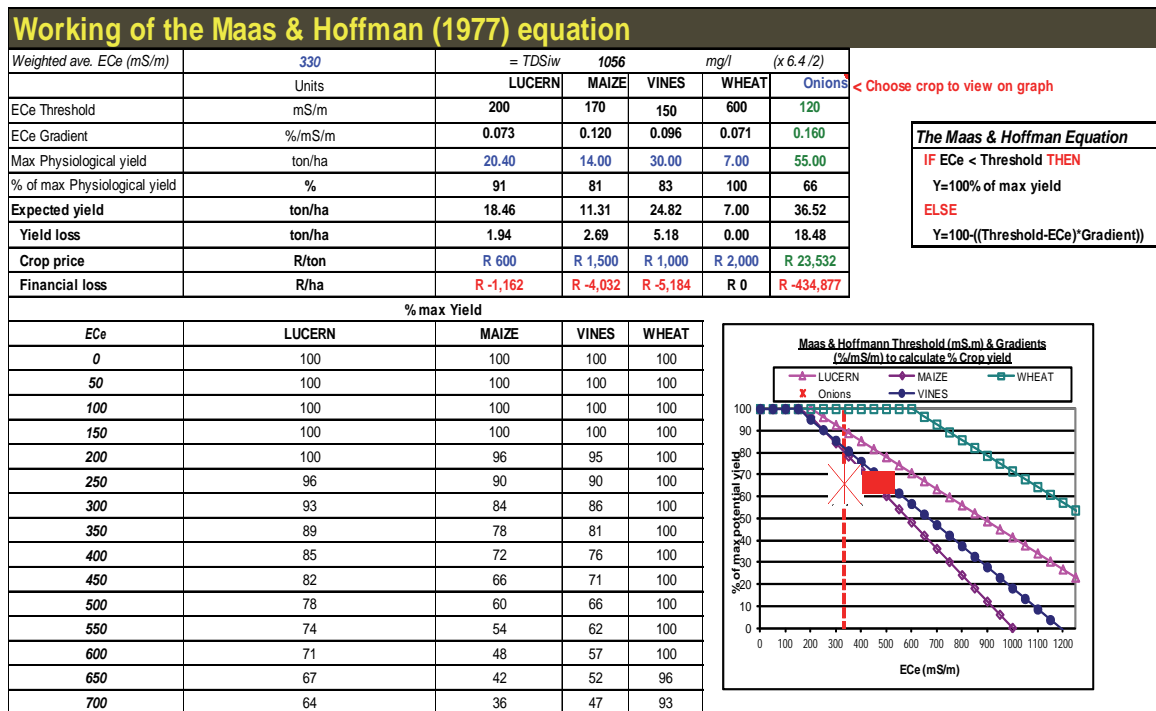 Working of the Maas & Hoffman (1977) equation
Weighted ave. ECe (mS/m) 330 = TDSiw 1056 mg/l (x 6.4 /2)
Units LUCERN MAIZE VINES WHEAT Onions < Choose crop to view on graph
ECe Threshold mS/m 200 170 150 600 120
ECe Gradient %/mS/m 0.073 0.120 0.096 0.071 0.160
Max Physiological yield ton/ha 20.40 14.00 30.00 7.00 55.00
% of max Physiological yield % 91 81 83 100 66
Expected yield ton/ha 18.46 11.31 24.82 7.00 36.52
Yield loss ton/ha 1.94 2.69 5.18 0.00 18.48
Crop price R/ton R 600 R 1,500 R 1,000 R 2,000 R 23,532
Financial loss R/ha R -1,162 R -4,032 R -5,184 R 0 R -434,877
The Maas & Hoffman Equation
IF ECe < Threshold THEN
Y=100% of max yield
ELSE
Y=100-((Threshold-ECe)*Gradient))
% max Yield
ECe LUCERN MAIZE VINES WHEAT
0 100 100 100 100
50 100 100 100 100
100 100 100 100 100
150 100 100 100 100
200 100 96 95 100
250 96 90 90 100
300 93 84 86 100
350 89 78 81 100
400 85 72 76 100
450 82 66 71 100
500 78 60 66 100
550 74 54 62 100
600 71 48 57 100
650 67 42 52 96
700 64 36 47 93
Maas & Hoffmann Threshold (mS.m) & Gradients
(%/mS/m) to calculate % Crop yield
LUCERN MAIZE WHEAT
Onions VINES
% of max potential yield
100
90
80
70
60
50
40
30
20
10
0
0 100 200 300 400 500 600 700 800 900 1000 1100 1200
ECe (mS/m)